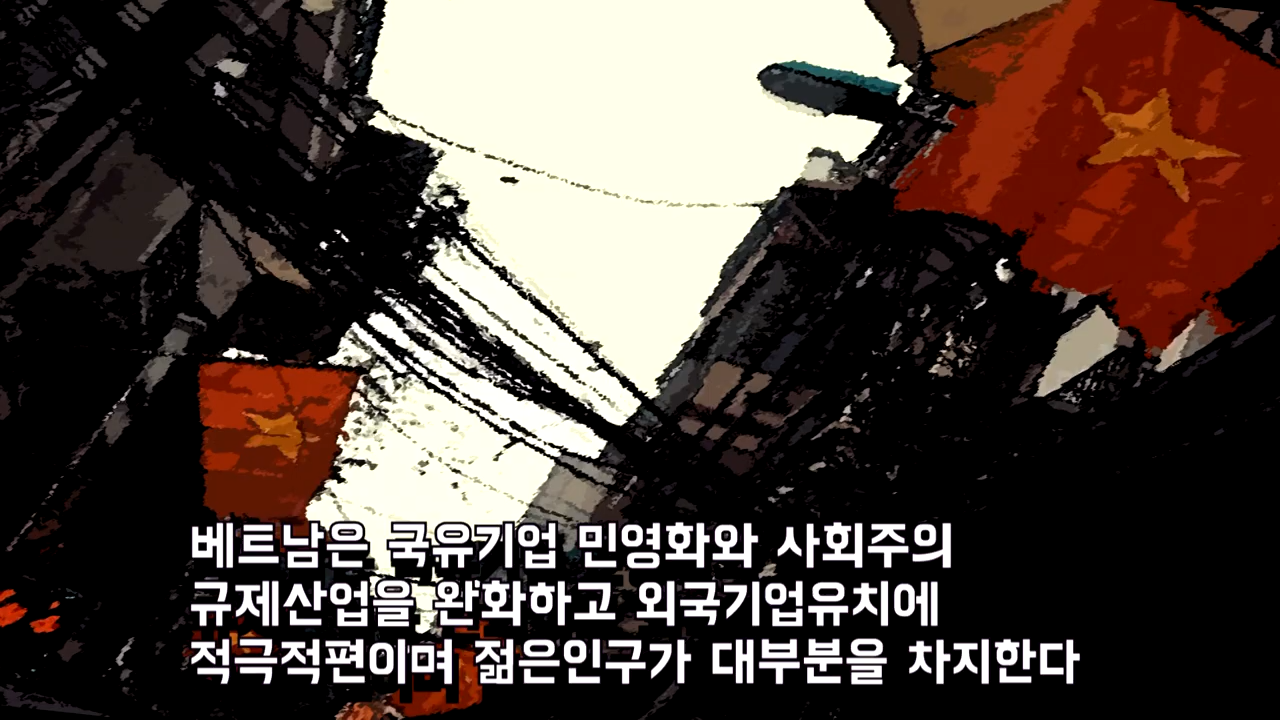 베트남은 국유기업 민영화와 사회주의
규제산업을 완화하고 외국기업유치에
적극적편이며 젊은인구가 대부분을 차지한다